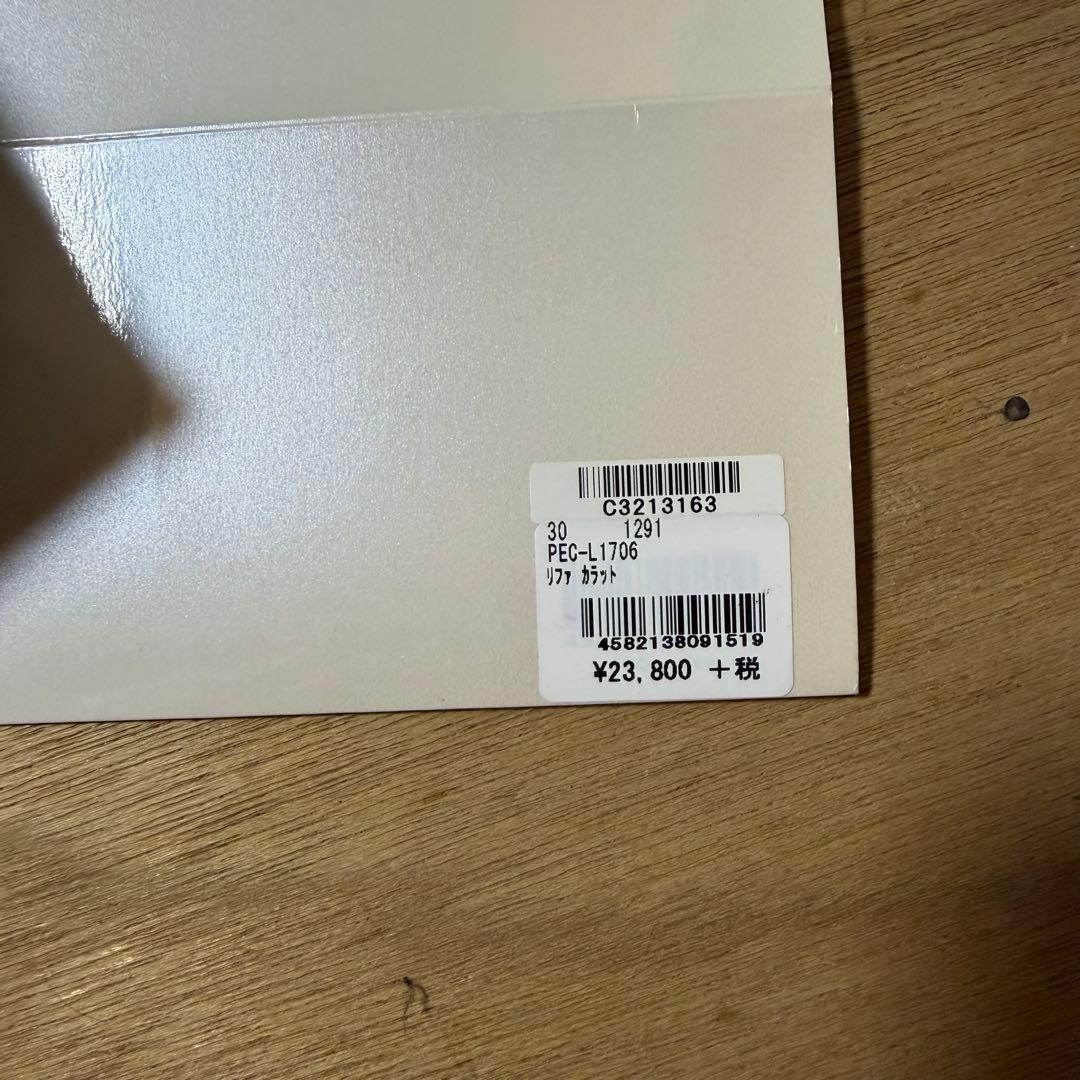 C3213163
30 1291
PEC-L1706
ﾘﾌｧ ｶﾗｯﾄ
4582138091519
¥23,800 +税